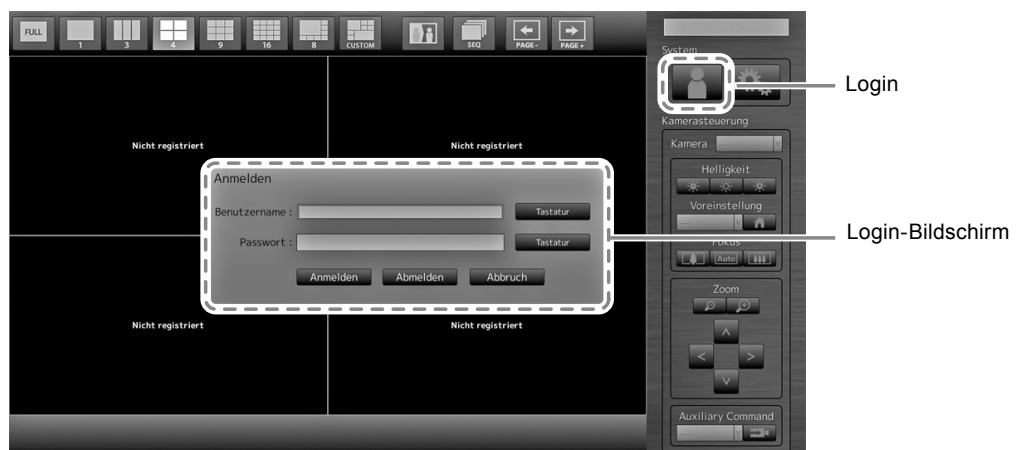 FULL
1
3
4
9
16
8
CUSTOM
SEQ
PAGE-
PAGE+
System
Login
Kamerasteuerung
Kamera
Nicht registriert
Nicht registriert
Helligkeit
Anmelden
Benutzername :
Tastatur
Voreinstellung
Passwort :
Tastatur
Login-Bildschirm
Fokus
Auto
Anmelden
Abmelden
Abbruch
Zoom
Nicht registriert
Nicht registriert
Auxiliary Command